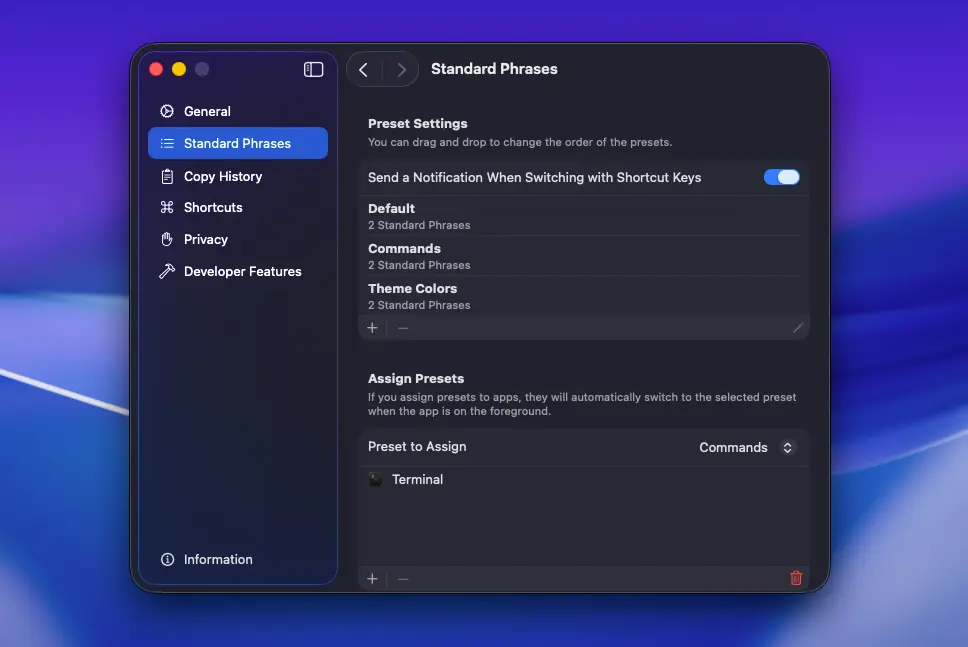 Standard Phrases
General
Standard Phrases
Copy History
Shortcuts
Privacy
Developer Features
Information
Preset Settings
You can drag and drop to change the order of the presets.
Send a Notification When Switching with Shortcut Keys
Default
2 Standard Phrases
Commands
2 Standard Phrases
Theme Colors
2 Standard Phrases
Assign Presets
If you assign presets to apps, they will automatically switch to the selected preset
when the app is on the foreground.
Preset to Assign Commands
Terminal